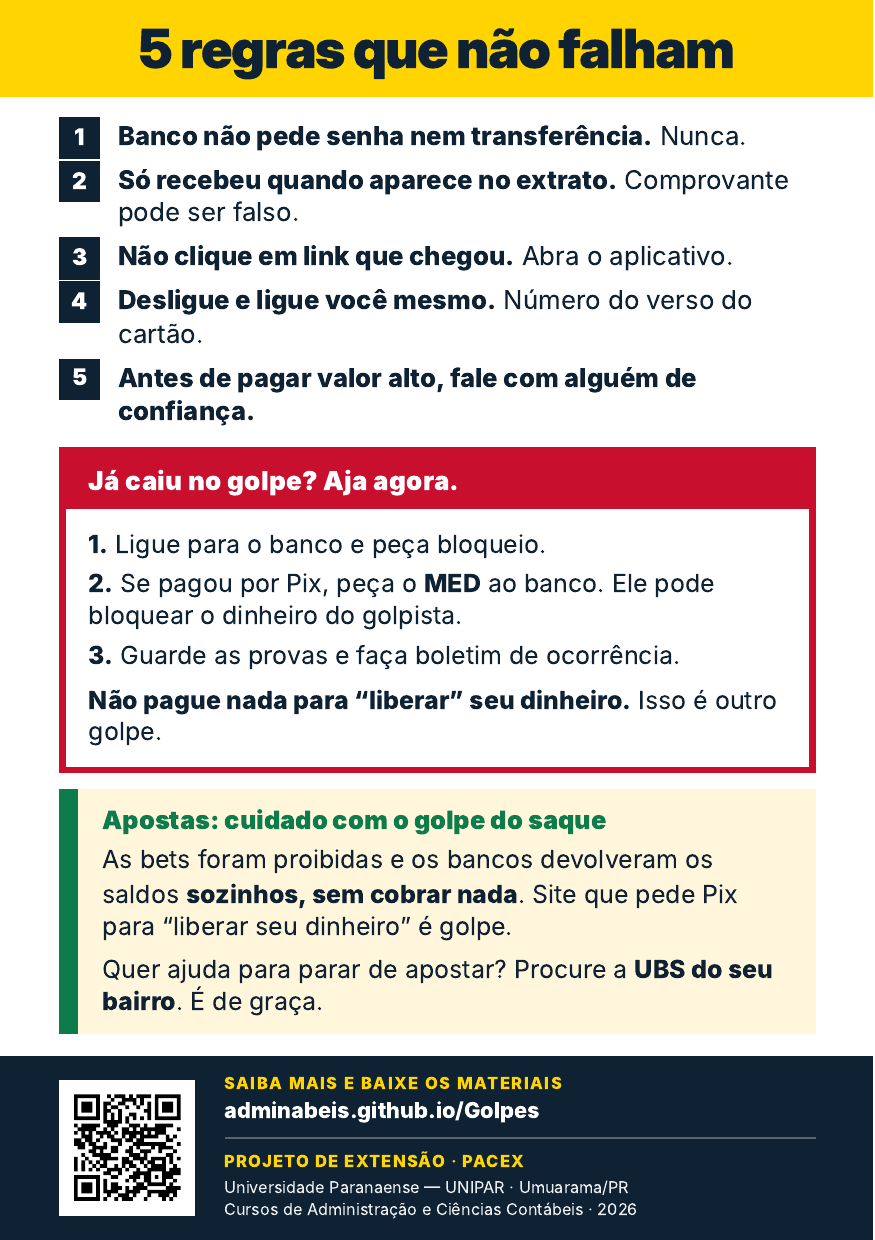 5 regras que não falham
1 Banco não pede senha nem transferência. Nunca.
2 Só recebeu quando aparece no extrato. Comprovante
pode ser falso.
3 Não clique em link que chegou. Abra o aplicativo.
4 Desligue e ligue você mesmo. Número do verso do
cartão.
5 Antes de pagar valor alto, fale com alguém de
confiança.
Já caiu no golpe? Aja agora.
1. Ligue para o banco e peça bloqueio.
2. Se pagou por Pix, peça o MED ao banco. Ele pode
bloquear o dinheiro do golpista.
3. Guarde as provas e faça boletim de ocorrência.
Não pague nada para “liberar” seu dinheiro. Isso é outro
golpe.
Apostas: cuidado com o golpe do saque
As bets foram proibidas e os bancos devolveram os
saldos sozinhos, sem cobrar nada. Site que pede Pix
para “liberar seu dinheiro” é golpe.
Quer ajuda para parar de apostar? Procure a UBS do seu
bairro. É de graça.
SAIBA MAIS E BAIXE OS MATERIAIS
adminabeis.github.io/Golpes
PROJETO DE EXTENSÃO · PACEX
Universidade Paranaense — UNIPAR · Umuarama/PR
Cursos de Administração e Ciências Contábeis · 2026